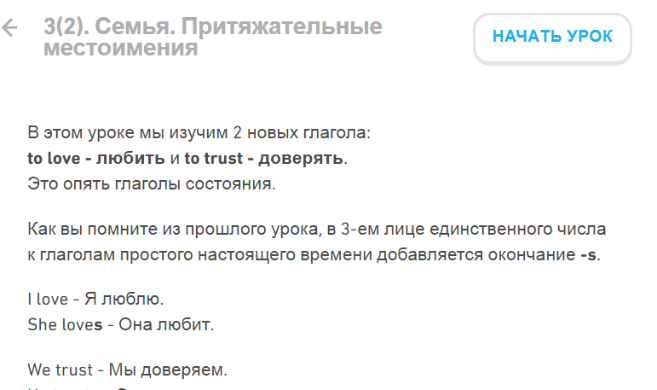 3(2). Семья. Притяжательные
местоимения
НАЧАТЬ УРОК
В этом уроке мы изучим 2 новых глагола:
to love - любить и to trust - доверять.
Это опять глаголы состояния.
Как вы помните из прошлого урока, в 3-ем лице единственного числа
к глаголам простого настоящего времени добавляется окончание -s.
I love - Я люблю.
She loves - Она любит.
We trust - Мы доверяем.